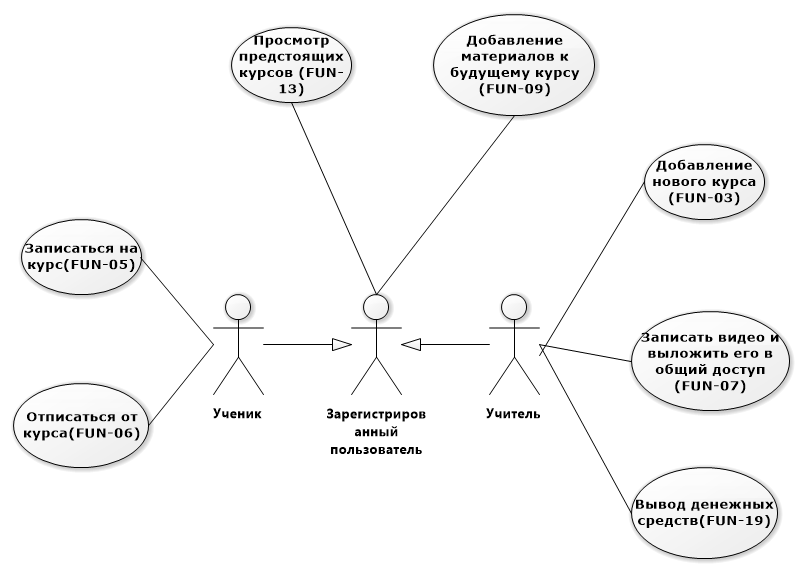 Просмотр
предстоящих
курсов (FUN-
13)
Добавление
материалов к
будущему курсу
(FUN-09)
Добавление
нового курса
(FUN-03)
Записаться на
курс(FUN-05)
Записать видео и
выложить его в
общий доступ
(FUN-07)
Отписаться от
курса(FUN-06)
Ученик
Зарегистриров
анный
пользователь
Учитель
Вывод денежных
средств(FUN-19)